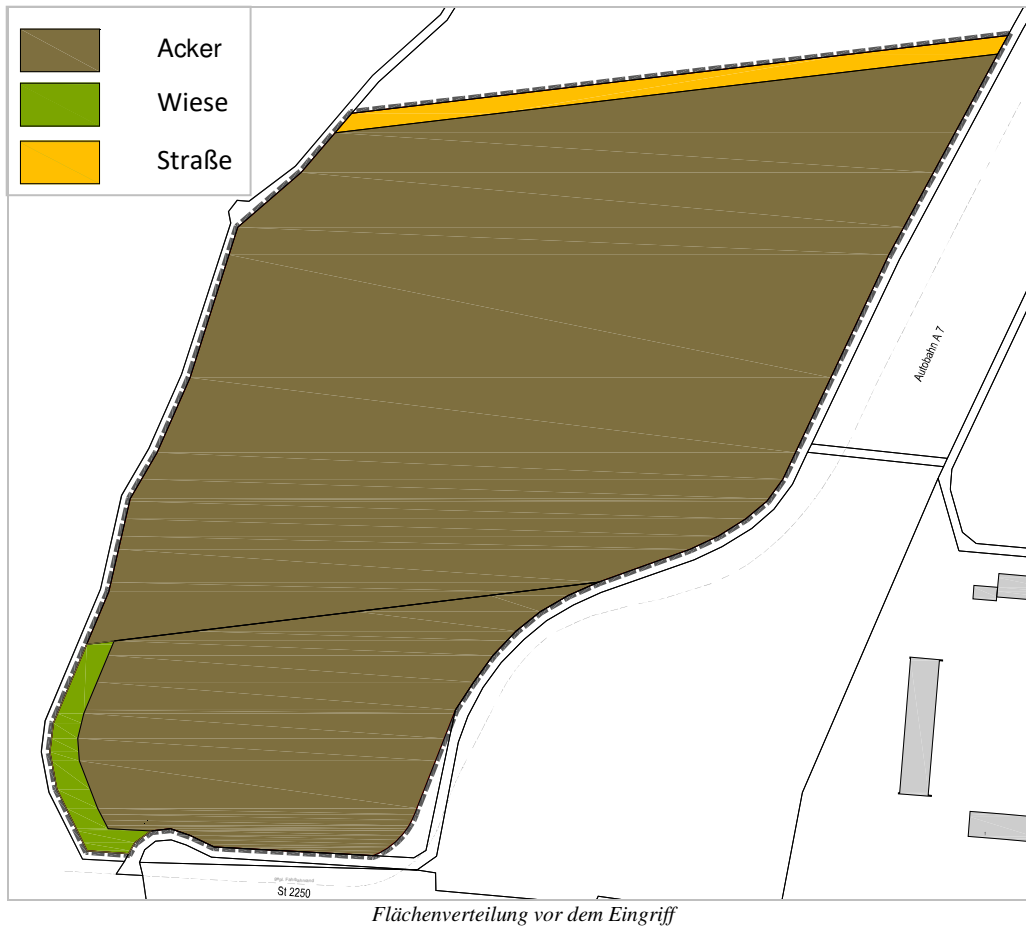 Acker
Wiese
Straße
Autobahn A 7
St 2250
Flächenverteilung vor dem Eingriff